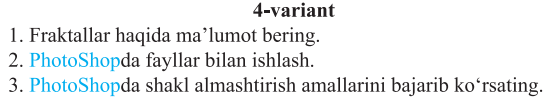 4-variant
1. Fraktallar haqida ma’lumot bering.
2. PhotoShopda fayllar bilan ishlash.
3. PhotoShopda shakl almashtirish amallarini bajarib ko‘rsating.